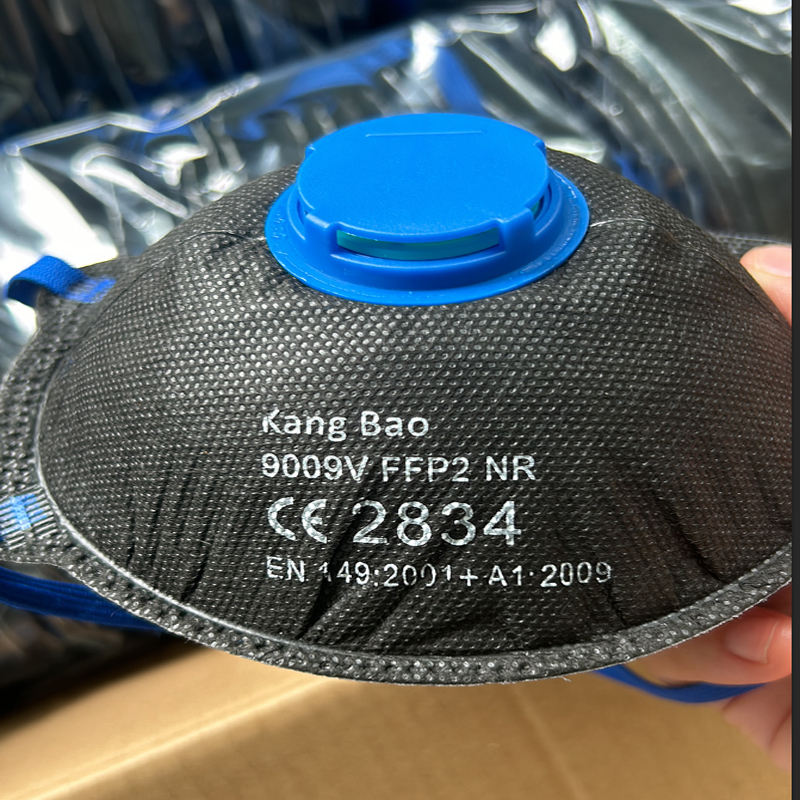 Kang Bao
9009V FFP2 NR
CE 2834
EN 149:2001+A1:2009